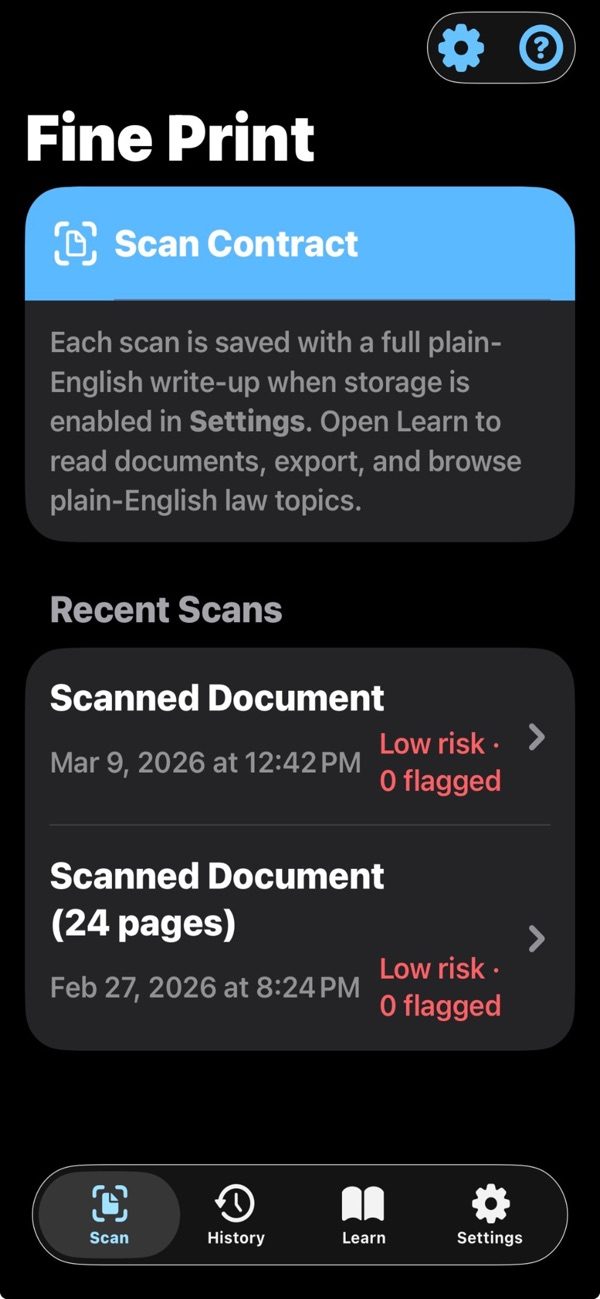 Fine Print
Scan Contract
Each scan is saved with a full plain-
English write-up when storage is
enabled in Settings. Open Learn to
read documents, export, and browse
plain-English law topics.
Recent Scans
Scanned Document
Mar 9, 2026 at 12:42 PM
Low risk ·
0 flagged
Scanned Document
(24 pages)
Feb 27, 2026 at 8:24 PM
Low risk ·
0 flagged
Scan
History
Learn
Settings